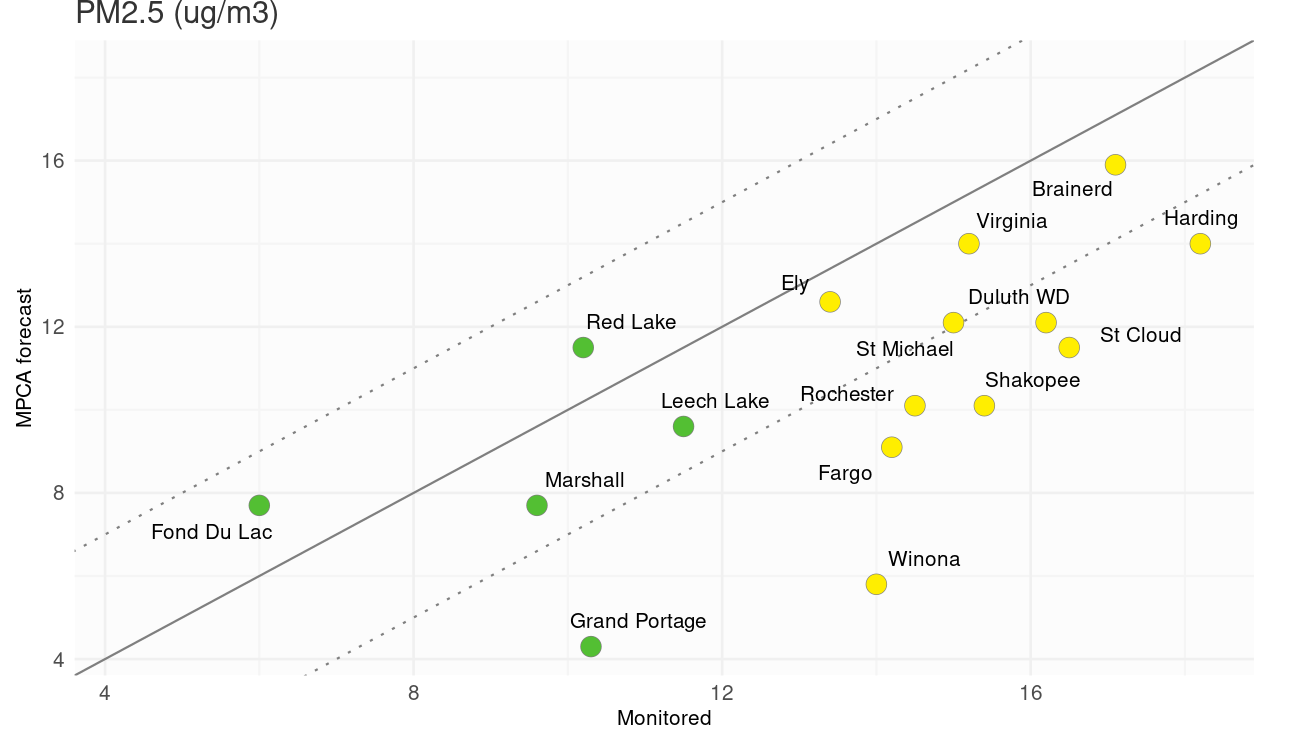 PM2.5 (ug/m3)
16
12
8
4
MPCA forecast
Brainerd
Harding
Virginia
Ely
Duluth WD
Red Lake
St Cloud
St Michael
Shakopee
Rochester
Leech Lake
Fargo
Marshall
Fond Du Lac
Winona
Grand Portage
4
8
12
16
Monitored